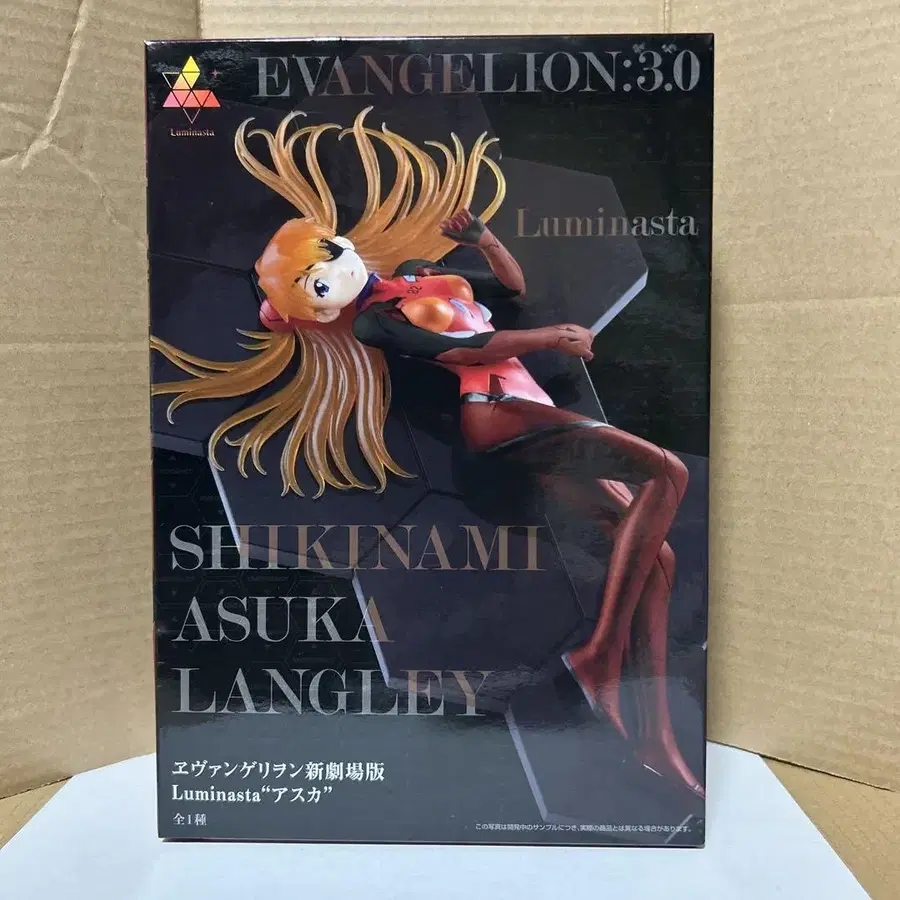 EVANGELION:3.0
Luminasta
Luminasta
SHIKINAMI
ASUKA
LANGLEY
ヱヴァンゲリヲン新劇場版
Luminasta“アスカ”
全1種
この写真は開発中のサンプルにつき、実際の商品とは異なる場合があります。